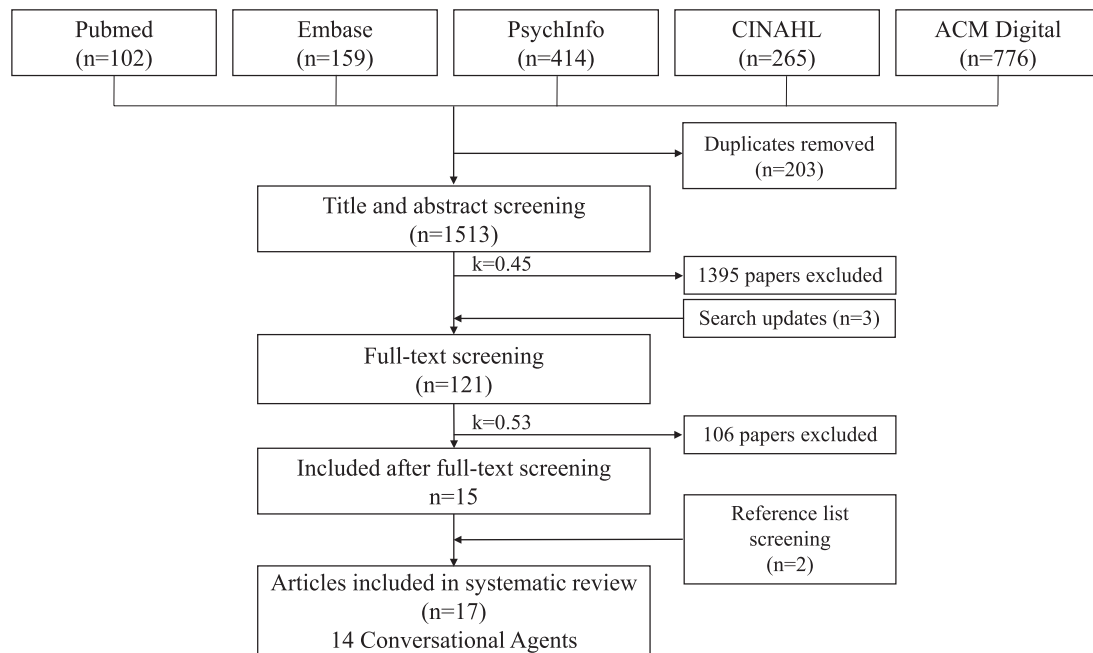 Pubmed
(n=102)
Embase
(n=159)
PsychInfo
(n=414)
CINAHL
(n=265)
ACM Digital
(n=776)
Duplicates removed
(n=203)
Title and abstract screening
(n=1513)
k=0.45
1395 papers excluded
Search updates (n=3)
Full-text screening
(n=121)
k=0.53
106 papers excluded
Included after full-text screening
n=15
Reference list
screening
(n=2)
Articles included in systematic review
(n=17)
14 Conversational Agents